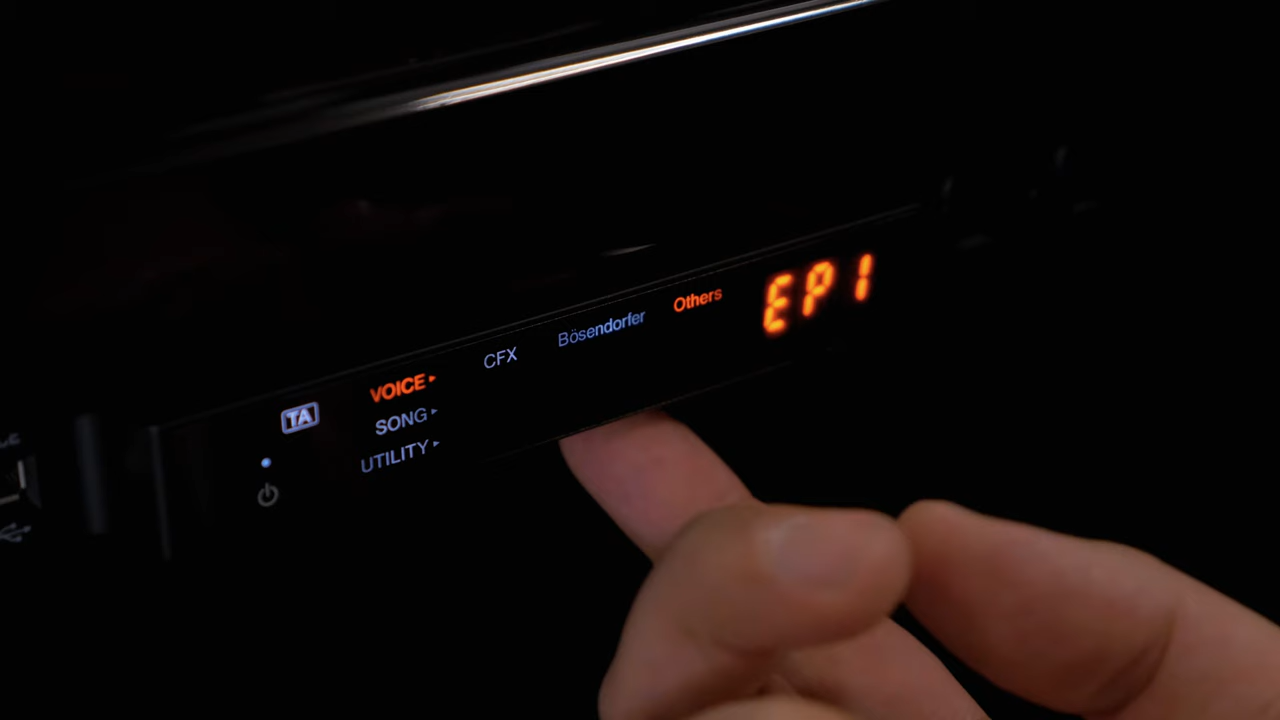 TA
VOICE▸ CFX Bösendorfer Others EP1
SONG▸
UTILITY▸